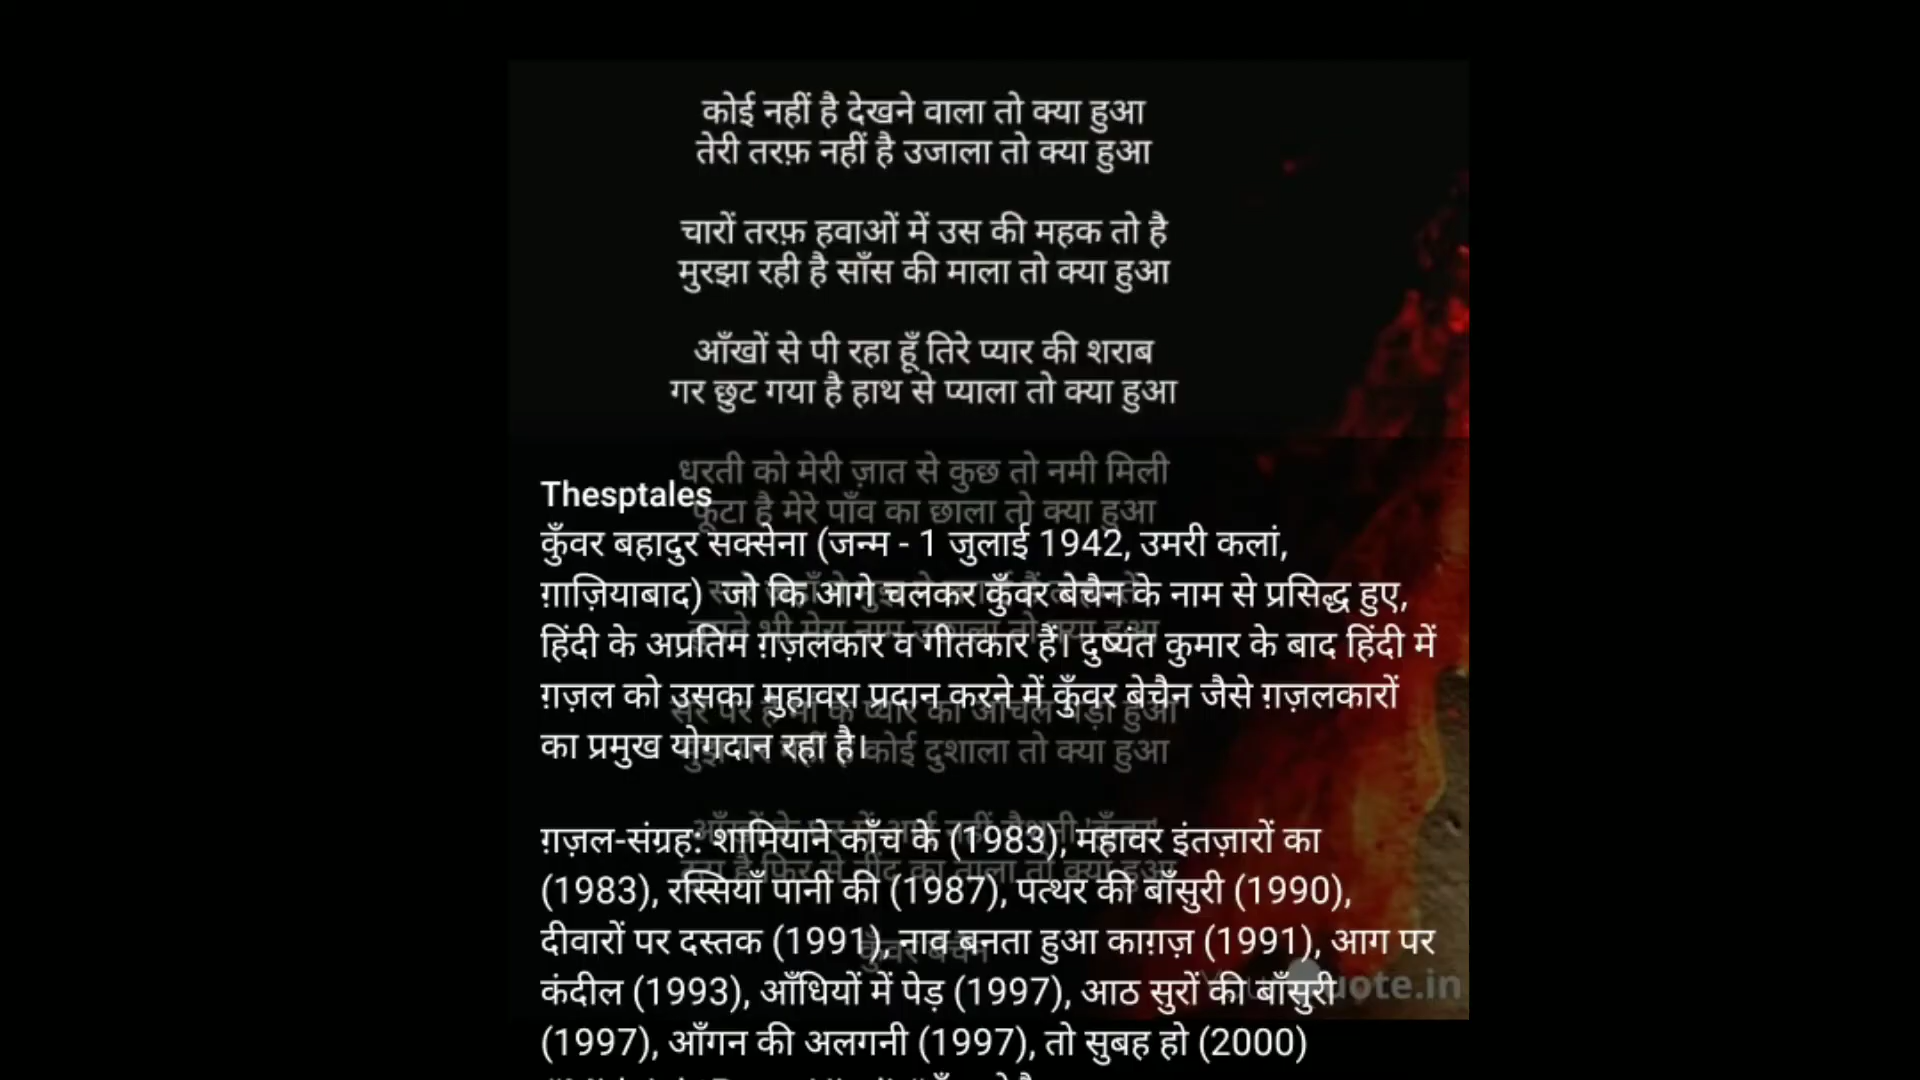 कोई नहीं है देखने वाला तो क्या हुआ
तेरी तरफ़ नहीं है उजाला तो क्या हुआ
चारों तरफ़ हवाओं में उस की महक तो है
मुरझा रही है साँस की माला तो क्या हुआ
आँखों से पी रहा हूँ तिरे प्यार की शराब
गर छुट गया है हाथ से प्याला तो क्या हुआ
धरती को मेरी ज़ात से कुछ तो नमी मिली
फूटा है मेरे पाँव का छाला तो क्या हुआ
Thesptales
कुँवर बहादुर सक्सेना (जन्म - 1 जुलाई 1942, उमरी कलां,
ग़ाज़ियाबाद) जो कि आगे चलकर कुँवर बेचैन के नाम से प्रसिद्ध हुए,
हिंदी के अप्रतिम ग़ज़लकार व गीतकार हैं। दुष्यंत कुमार के बाद हिंदी में
ग़ज़ल को उसका मुहावरा प्रदान करने में कुँवर बेचैन जैसे ग़ज़लकारों
का प्रमुख योगदान रहा है।
कोई दुशाला तो क्या हुआ
ग़ज़ल-संग्रह: शामियाने काँच के (1983), महावर इंतज़ारों का
(1983), रस्सियाँ पानी की (1987), पत्थर की बाँसुरी (1990),
दीवारों पर दस्तक (1991), नाव बनता हुआ काग़ज़ (1991), आग पर
कंदील (1993), आँधियों में पेड़ (1997), आठ सुरों की बाँसुरी
(1997), आँगन की अलगनी (1997), तो सुबह हो (2000)